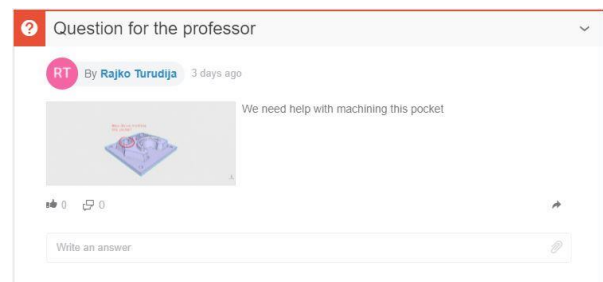 Question for the professor
RT By Rajko Turudija 3 days ago
We need help with machining this pocket
0 0
Write an answer